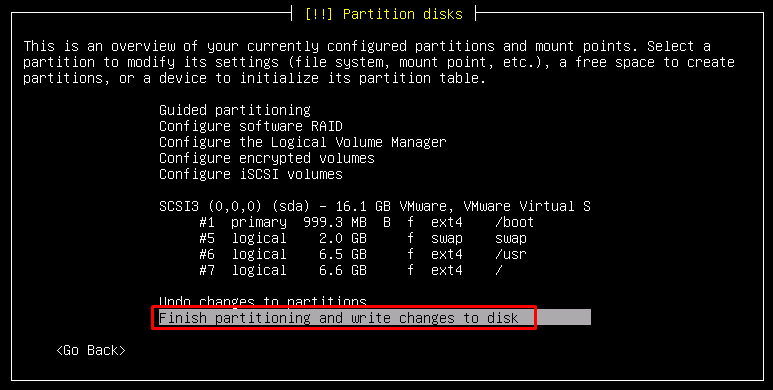 [!!] Partition disks
This is an overview of your currently configured partitions and mount points. Select a
partition to modify its settings (file system, mount point, etc.), a free space to create
partitions, or a device to initialize its partition table.
Guided partitioning
Configure software RAID
Configure the Logical Volume Manager
Configure encrypted volumes
Configure iSCSI volumes
SCSI3 (0,0,0) (sda) - 16.1 GB VMware, VMware Virtual S
#1 primary 999.3 MB B f ext4 /boot
#5 logical 2.0 GB f swap swap
#6 logical 6.5 GB f ext4 /usr
#7 logical 6.6 GB f ext4 /
Undo changes to partitions
Finish partitioning and write changes to disk
<Go Back>